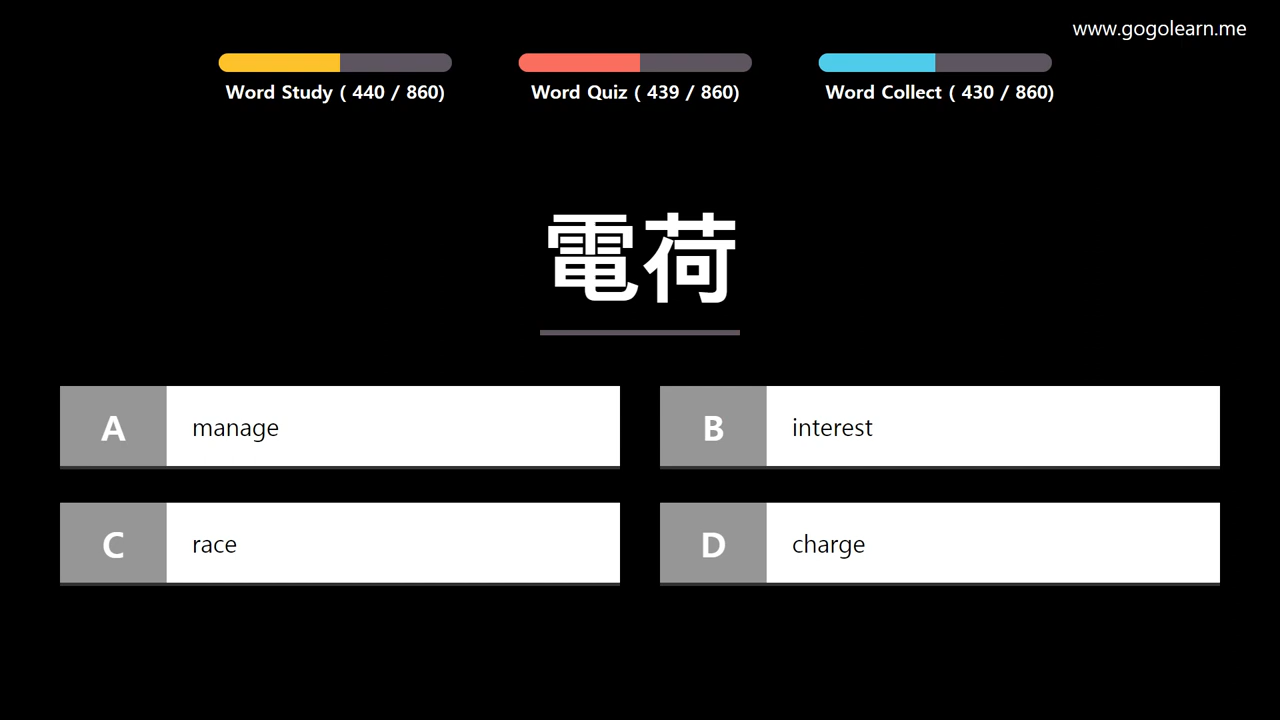 www.gogolearn.me
Word Study ( 440 / 860)
Word Quiz ( 439 / 860)
Word Collect ( 430 / 860)
電荷
A manage
B interest
C race
D charge